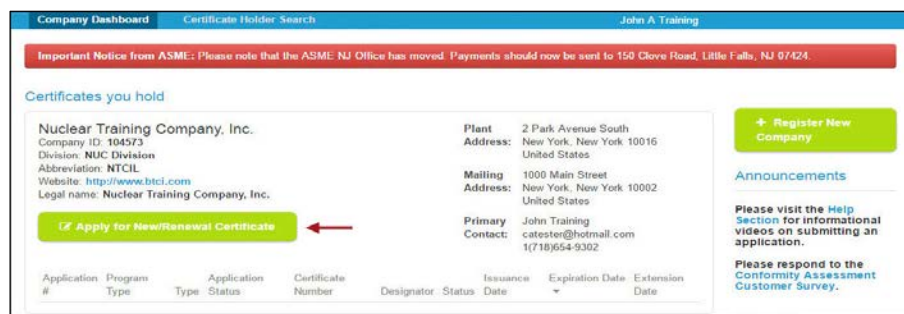 Company Dashboard
Certificate Holder Search
John A Training
Important Notice from ASME: Please note that the ASME NJ Office has moved. Payments should now be sent to 150 Clove Road, Little Falls, NJ 07424.
Certificates you hold
Nuclear Training Company, Inc.
Company ID: 104573
Division: NUC Division
Abbreviation: NTCIL
Website: http://www.btci.com
Legal name: Nuclear Training Company, Inc.
Apply for New/Renewal Certificate
Plant 2 Park Avenue South
Address: New York, New York 10016
United States
Mailing 1000 Main Street
Address: New York, New York 10002
United States
Primary John Training
Contact: catester@hotmail.com
1(718)654-9302
Application Program Application Certificate Issuance Expiration Date Extension
# Type Type Status Number Designator Status Date Date
+ Register New
Company
Announcements
Please visit the Help
Section for informational
videos on submitting an
application.
Please respond to the
Conformity Assessment
Customer Survey.